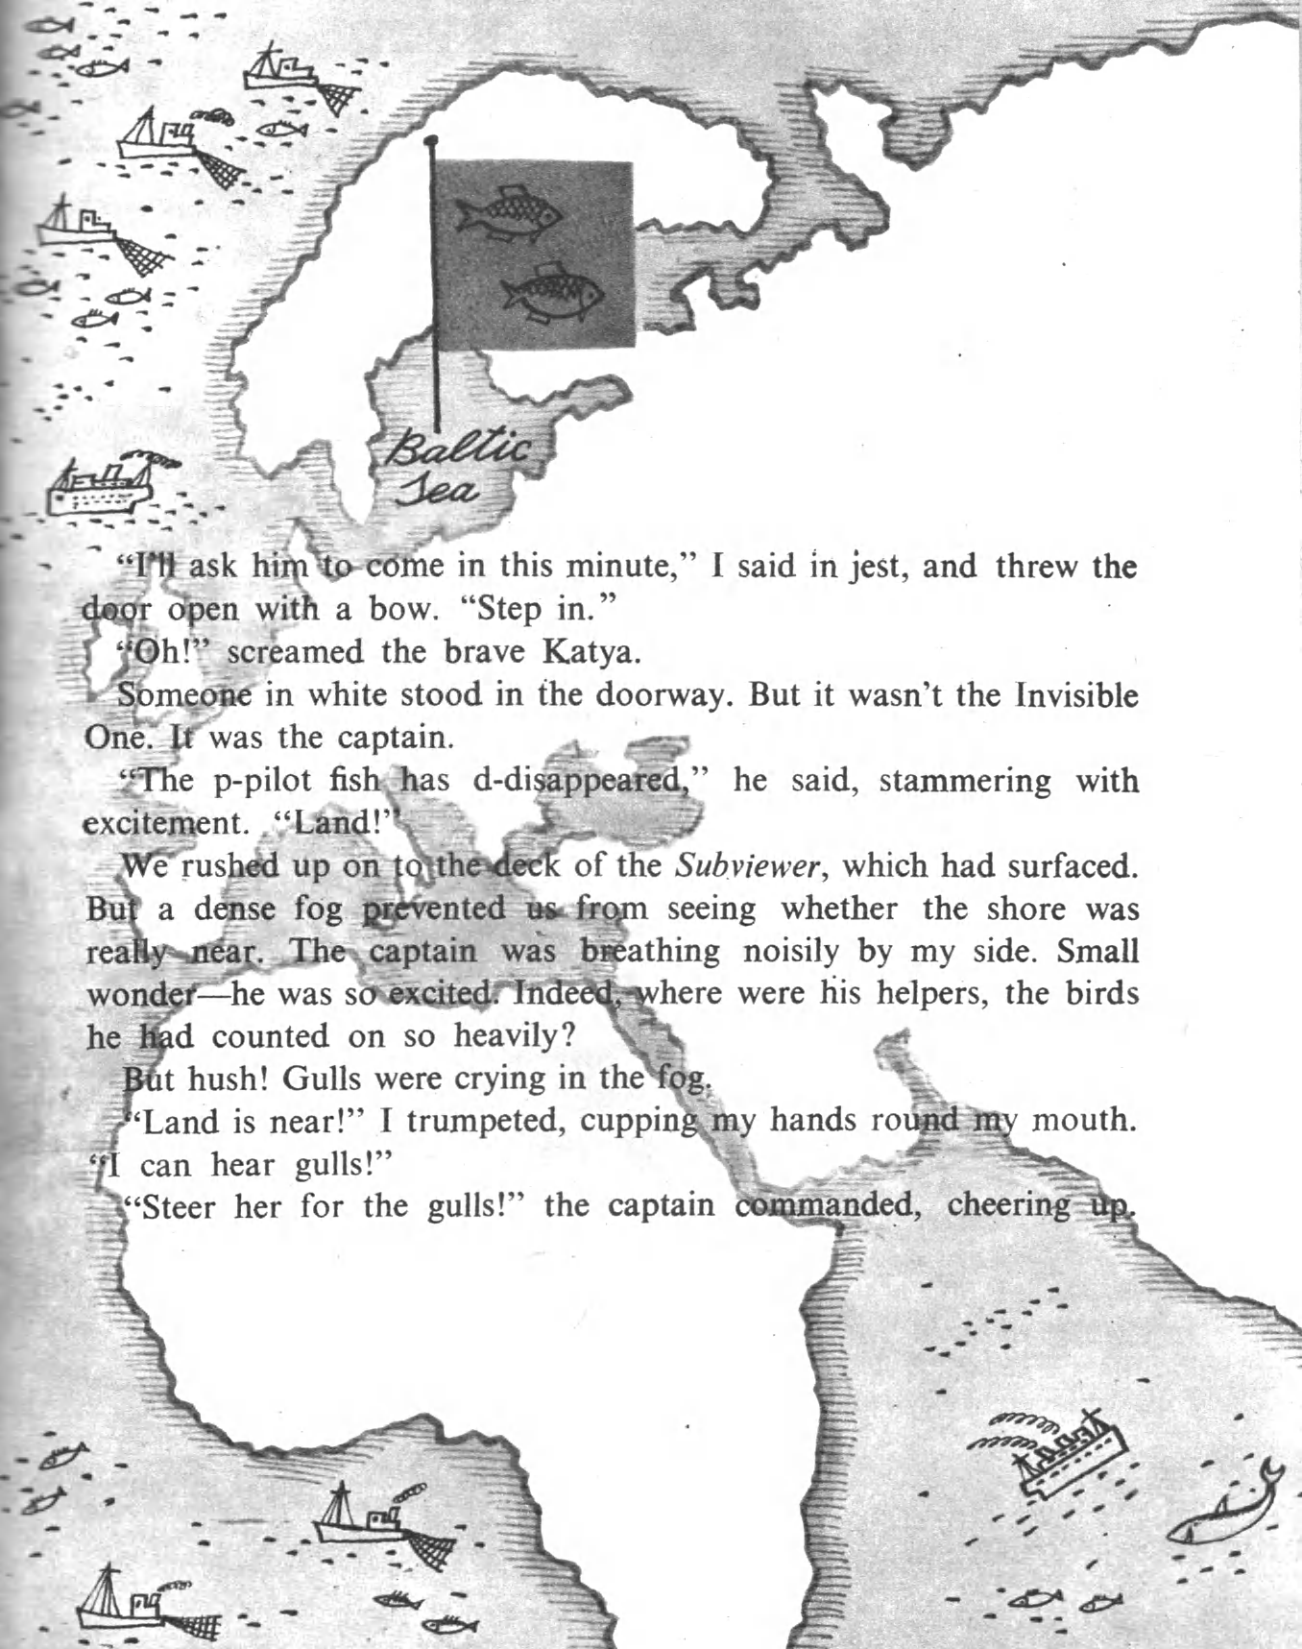 Baltic
Sea
“I’ll ask him to come in this minute,” I said in jest, and threw the
door open with a bow. “Step in.”
“Oh!” screamed the brave Katya.
Someone in white stood in the doorway. But it wasn’t the Invisible
One. It was the captain.
“The p-pilot fish has d-disappeared,” he said, stammering with
excitement. “Land!”
We rushed up on to the deck of the Subviewer, which had surfaced.
But a dense fog prevented us from seeing whether the shore was
really near. The captain was breathing noisily by my side. Small
wonder—he was so excited. Indeed, where were his helpers, the birds
he had counted on so heavily?
But hush! Gulls were crying in the fog.
“Land is near!” I trumpeted, cupping my hands round my mouth.
“I can hear gulls!”
“Steer her for the gulls!” the captain commanded, cheering up.